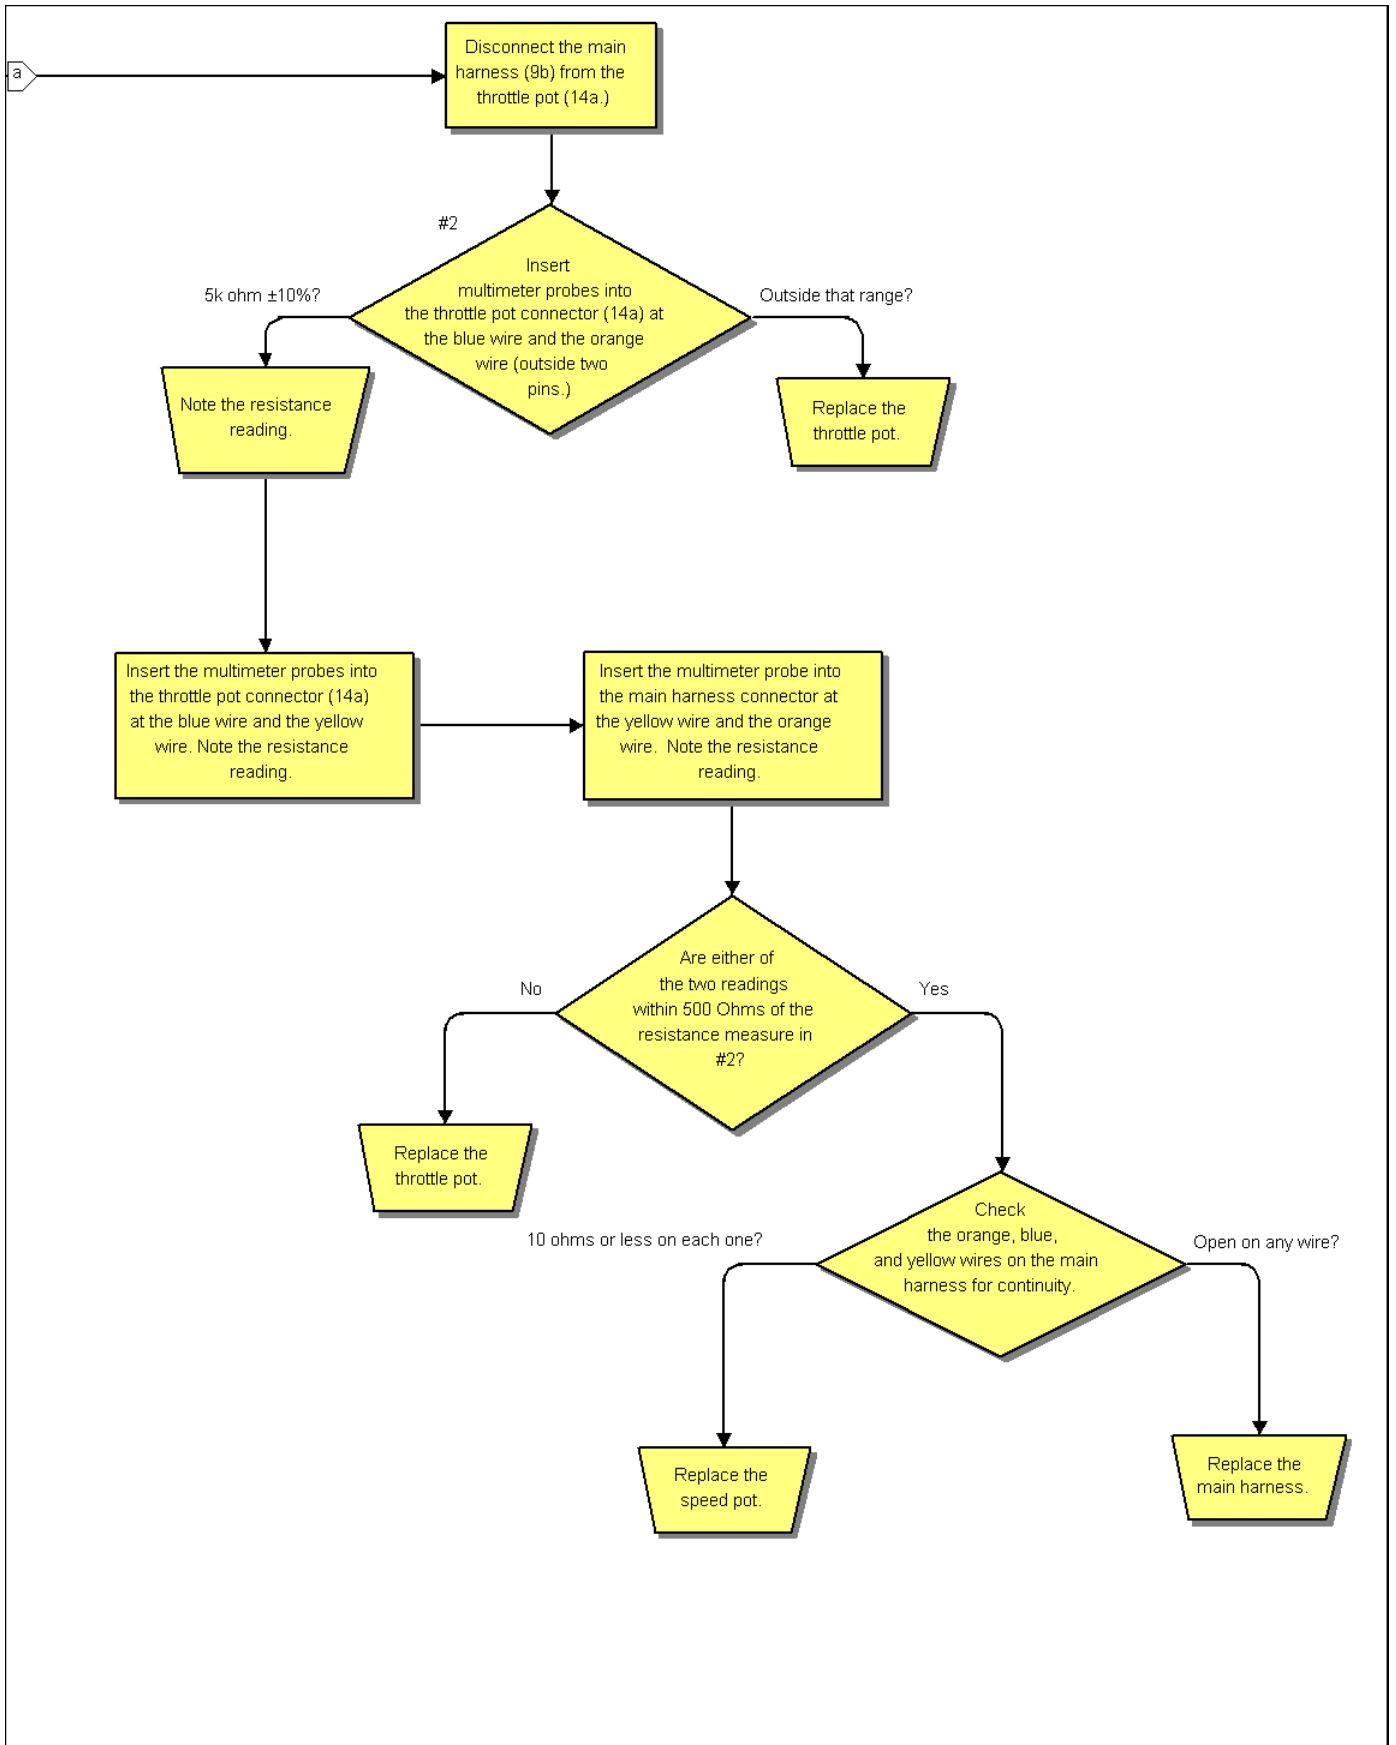 a
Disconnect the main
harness (9b) from the
throttle pot (14a.)
#2
Insert
multimeter probes into
the throttle pot connector (14a) at
the blue wire and the orange
wire (outside two
pins.)
5k ohm ±10%?
Outside that range?
Note the resistance
reading.
Replace the
throttle pot.
Insert the multimeter probes into
the throttle pot connector (14a)
at the blue wire and the yellow
wire. Note the resistance
reading.
Insert the multimeter probe into
the main harness connector at
the yellow wire and the orange
wire.  Note the resistance
reading.
Are either of
the two readings
within 500 Ohms of the
resistance measure in
#2?
No
Yes
Replace the
throttle pot.
Check
the orange, blue,
and yellow wires on the main
harness for continuity.
10 ohms or less on each one?
Open on any wire?
Replace the
speed pot.
Replace the
main harness.